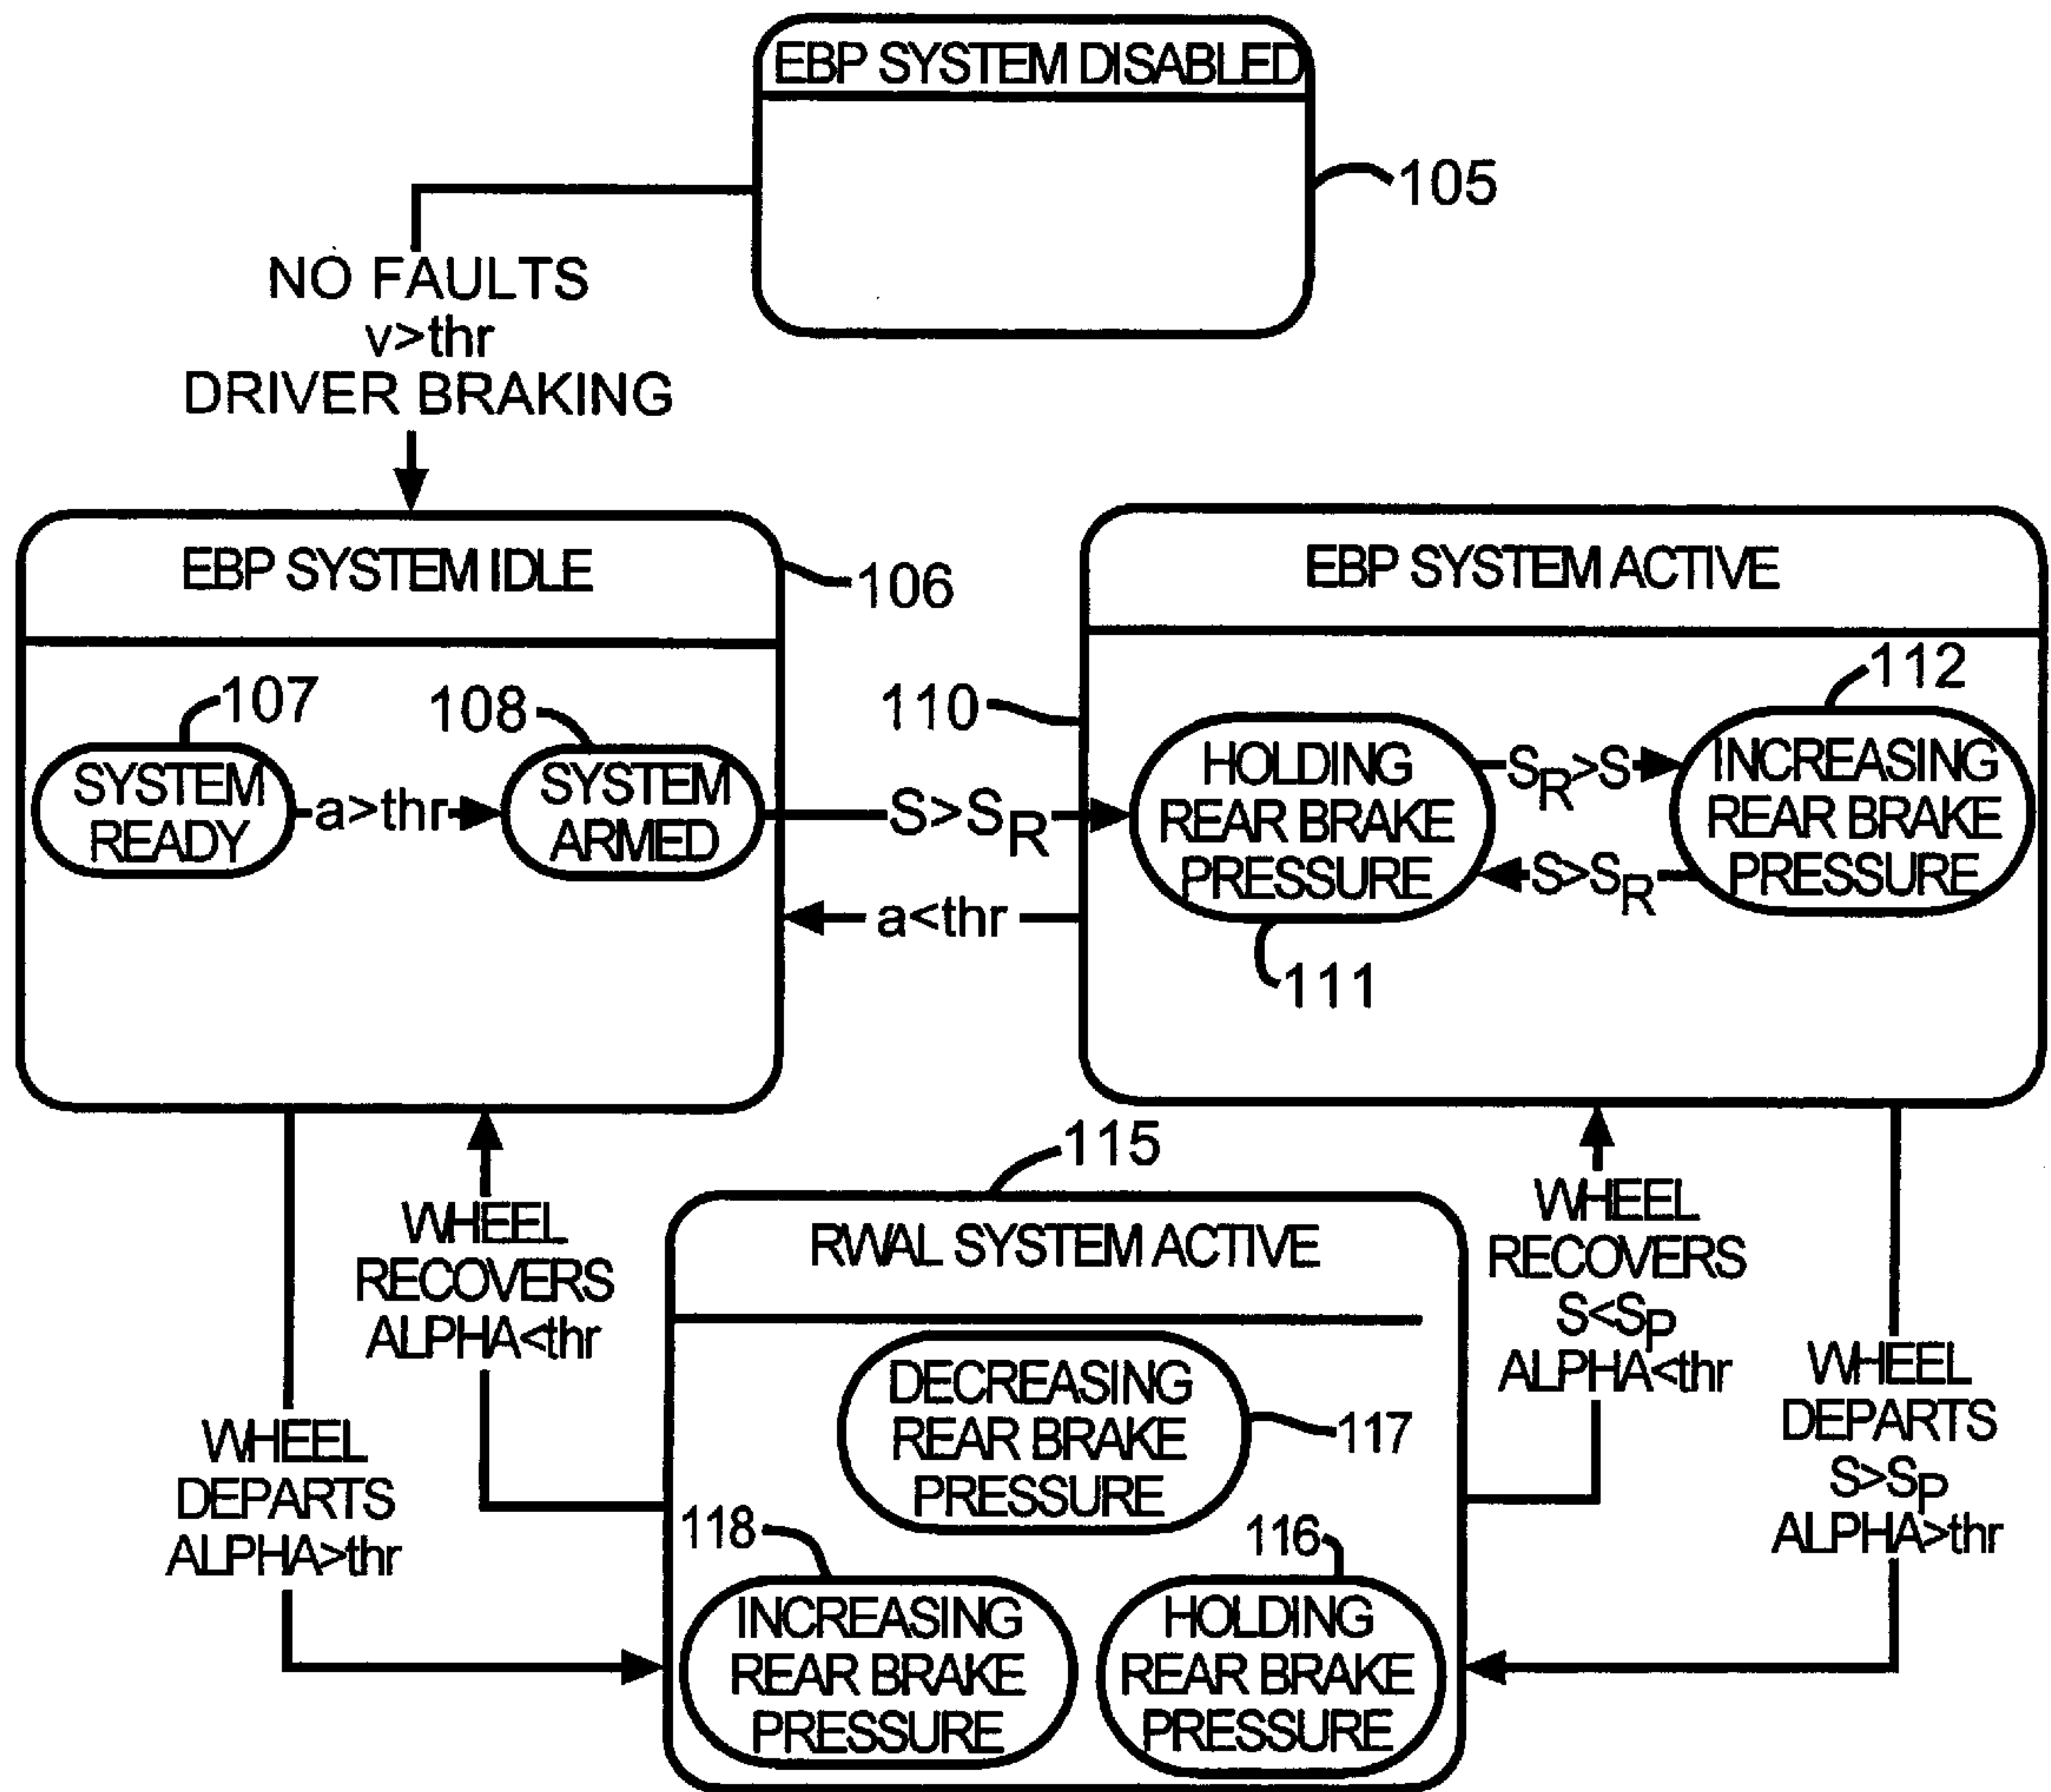 EBP SYSTEM DISABLED
105
NO FAULTS
v>thr
DRIVER BRAKING
EBP SYSTEM IDLE
106
107
108
SYSTEM
READY
a>thr
SYSTEM
ARMED
S>SR
a<thr
EBP SYSTEM ACTIVE
110
112
HOLDING
REAR BRAKE
PRESSURE
SR>S
S>SR
INCREASING
REAR BRAKE
PRESSURE
111
WHEEL
DEPARTS
ALPHA>thr
WHEEL
RECOVERS
ALPHA<thr
115
RWAL SYSTEM ACTIVE
DECREASING
REAR BRAKE
PRESSURE
117
118
INCREASING
REAR BRAKE
PRESSURE
116
HOLDING
REAR BRAKE
PRESSURE
WHEEL
RECOVERS
S<SP
ALPHA<thr
WHEEL
DEPARTS
S>SP
ALPHA>thr